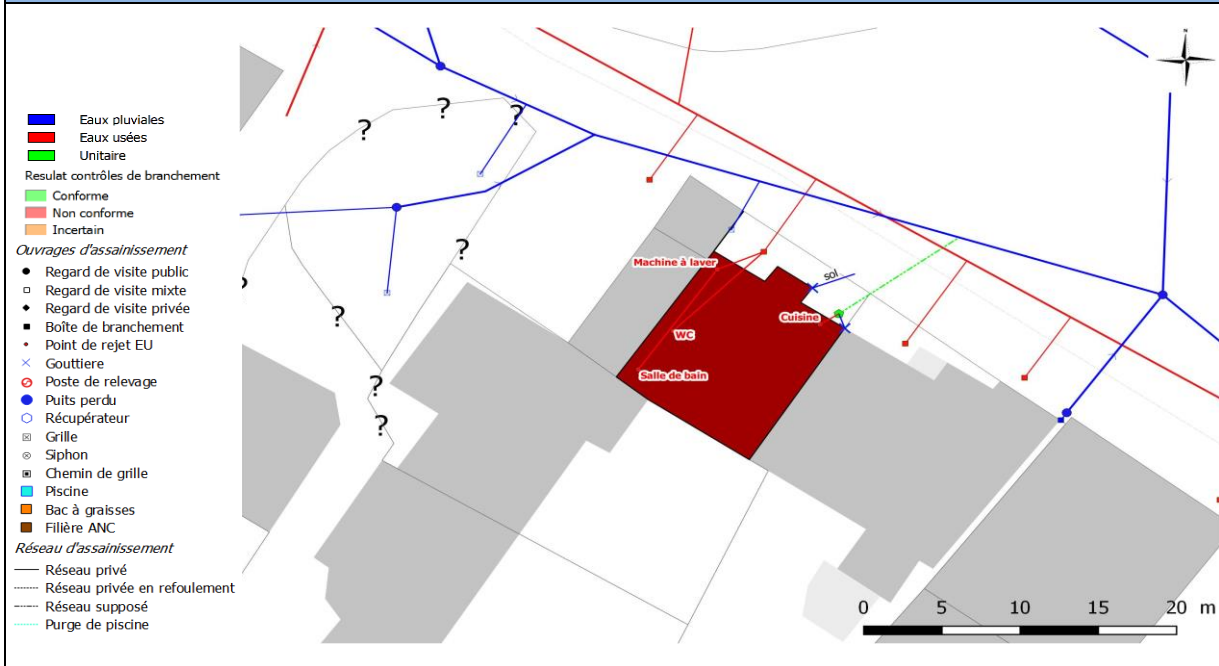 Eaux pluviales
Eaux usées
Unitaire
Resulat contrôles de branchement
Conforme
Non conforme
Incertain
Ouvrages d'assainissement
Regard de visite public
Regard de visite mixte
Regard de visite privée
Boîte de branchement
Point de rejet EU
Gouttiere
Poste de relevage
Puits perdu
Récupérateur
Grille
Siphon
Chemin de grille
Piscine
Bac à graisses
Filière ANC
Réseau d'assainissement
Réseau privé
Réseau privée en refoulement
Réseau supposé
Purge de piscine
N
?
?
?
?
?
?
?
?
Machine à laver
sol
Cuisine
WC
Salle de bain
0 5 10 15 20 m